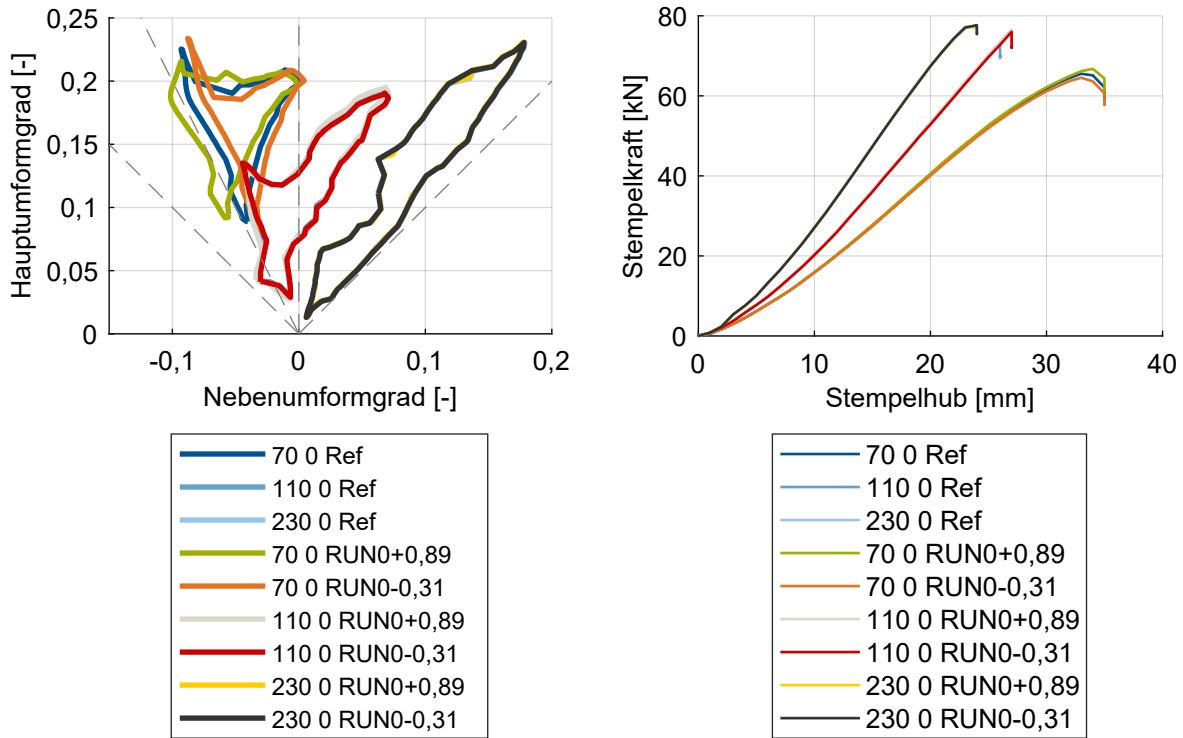 0,25
0,2
0,15
0,1
0,05
0
-0,1
0
0,1
0,2
Hauptumformgrad [-]
Nebenumformgrad [-]
70 0 Ref
110 0 Ref
230 0 Ref
70 0 RUN0+0,89
70 0 RUN0-0,31
110 0 RUN0+0,89
110 0 RUN0-0,31
230 0 RUN0+0,89
230 0 RUN0-0,31
80
60
40
20
0
0
10
20
30
40
Stempelkraft [kN]
Stempelhub [mm]
70 0 Ref
110 0 Ref
230 0 Ref
70 0 RUN0+0,89
70 0 RUN0-0,31
110 0 RUN0+0,89
110 0 RUN0-0,31
230 0 RUN0+0,89
230 0 RUN0-0,31